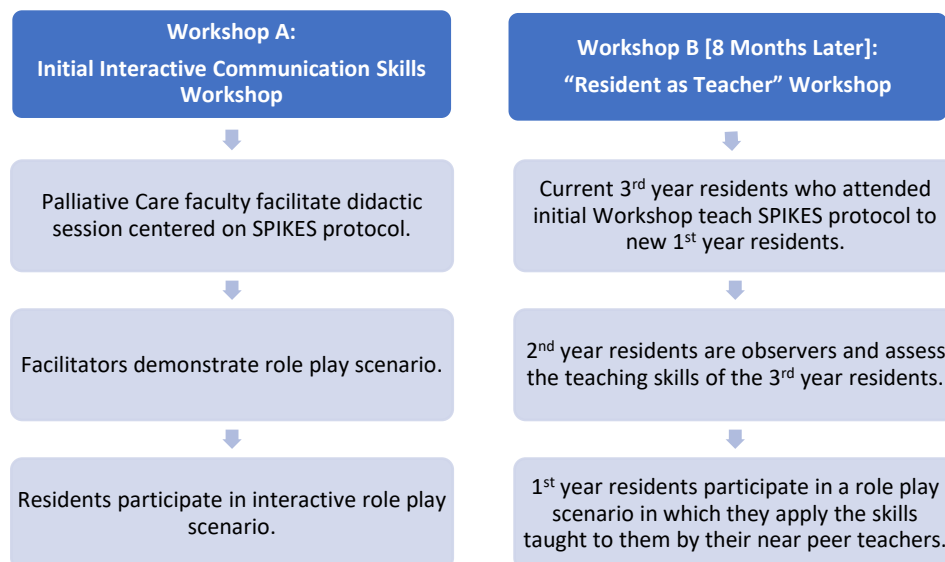 Workshop A:
Initial Interactive Communication Skills
Workshop
Palliative Care faculty facilitate didactic
session centered on SPIKES protocol.
Facilitators demonstrate role play scenario.
Residents participate in interactive role play
scenario.
Workshop B [8 Months Later]:
“Resident as Teacher” Workshop
Current 3rd year residents who attended
initial Workshop teach SPIKES protocol to
new 1st year residents.
2nd year residents are observers and assess
the teaching skills of the 3rd year residents.
1st year residents participate in a role play
scenario in which they apply the skills
taught to them by their near peer teachers.